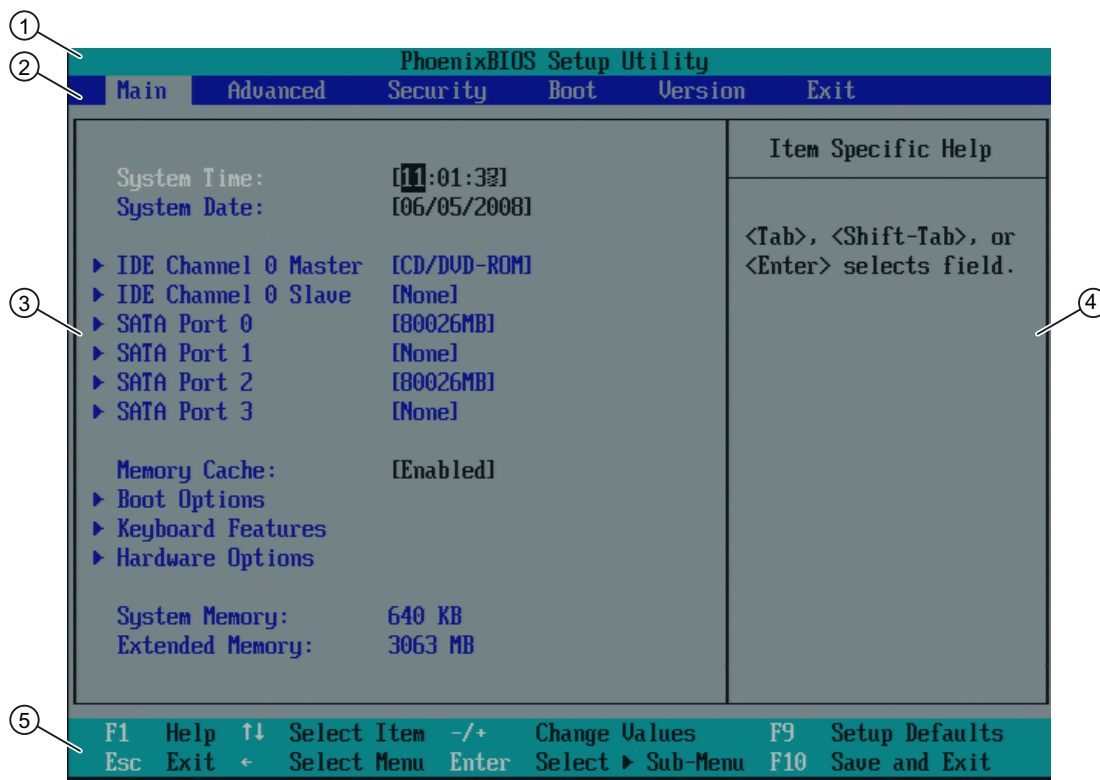 ①
PhoenixBIOS Setup Utility
②
Main Advanced Security Boot Version Exit
Item Specific Help
System Time: [11:01:3
System Date: [06/05/2008]
<Tab>, <Shift-Tab>, or
<Enter> selects field.
▶ IDE Channel 0 Master [CD/DVD-ROM]
▶ IDE Channel 0 Slave [None]
③
④
▶ SATA Port 0 [80026MB]
▶ SATA Port 1 [None]
▶ SATA Port 2 [80026MB]
▶ SATA Port 3 [None]
Memory Cache: [Enabled]
▶ Boot Options
▶ Keyboard Features
▶ Hardware Options
System Memory: 640 KB
Extended Memory: 3063 MB
⑤
F1 Help ↑↓ Select Item -/+ Change Values F9 Setup Defaults
Esc Exit ← Select Menu Enter Select ▶ Sub-Menu F10 Save and Exit